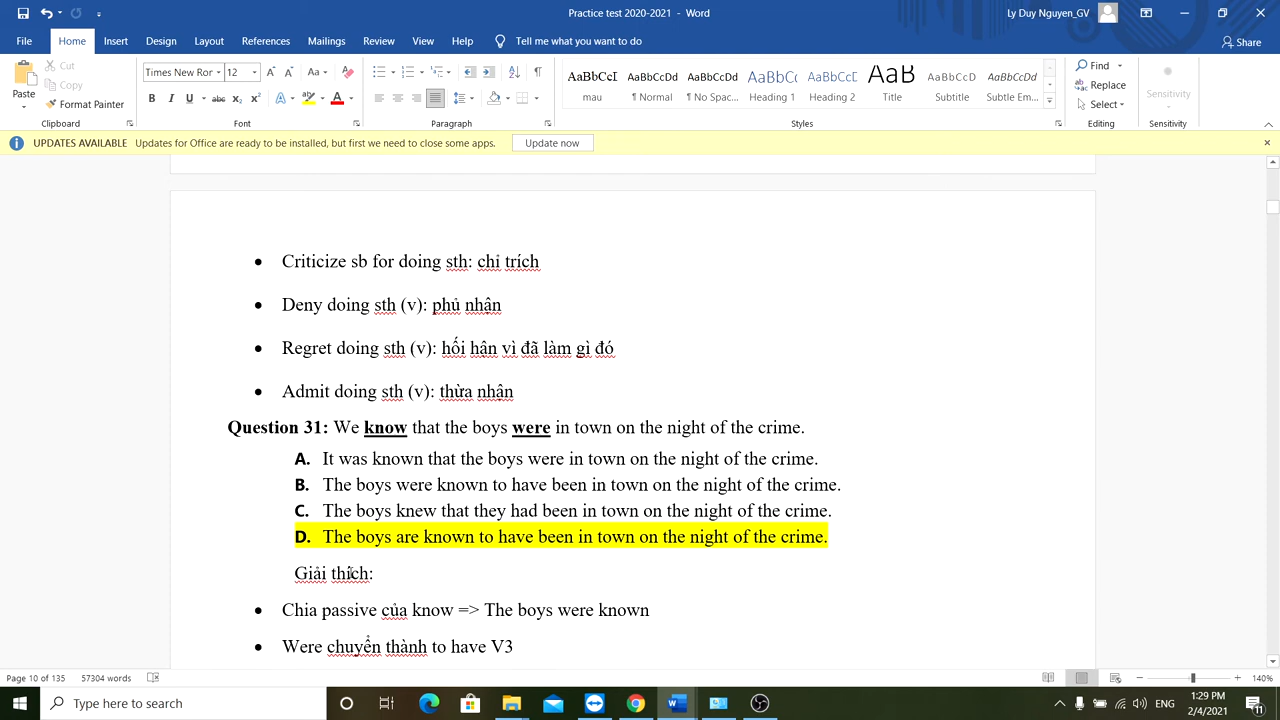 Practice test 2020-2021 - Word
Ly Duy Nguyen_GV
File Home Insert Design Layout References Mailings Review View Help Tell me what you want to do Share
Paste Cut Copy Format Painter
Times New Ror 12 Aa
B I U ab x₂ x² A A
AaBbCcI AaBbCcDd AaBbCcDd AaBbCc AaBbCcD AaB AaBbCcD AaBbCcDd
mau ¶ Normal ¶ No Spac... Heading 1 Heading 2 Title Subtitle Subtle Em...
Find Replace Select
Sensitivity
Clipboard Font Paragraph Styles Editing Sensitivity
UPDATES AVAILABLE Updates for Office are ready to be installed, but first we need to close some apps. Update now
• Criticize sb for doing sth: chỉ trích
• Deny doing sth (v): phủ nhận
• Regret doing sth (v): hối hận vì đã làm gì đó
• Admit doing sth (v): thừa nhận
Question 31: We know that the boys were in town on the night of the crime.
A. It was known that the boys were in town on the night of the crime.
B. The boys were known to have been in town on the night of the crime.
C. The boys knew that they had been in town on the night of the crime.
D. The boys are known to have been in town on the night of the crime.
Giải thích:
• Chia passive của know => The boys were known
• Were chuyển thành to have V3
Page 10 of 135 57304 words 140%
Type here to search
ENG 1:29 PM
2/4/2021
11